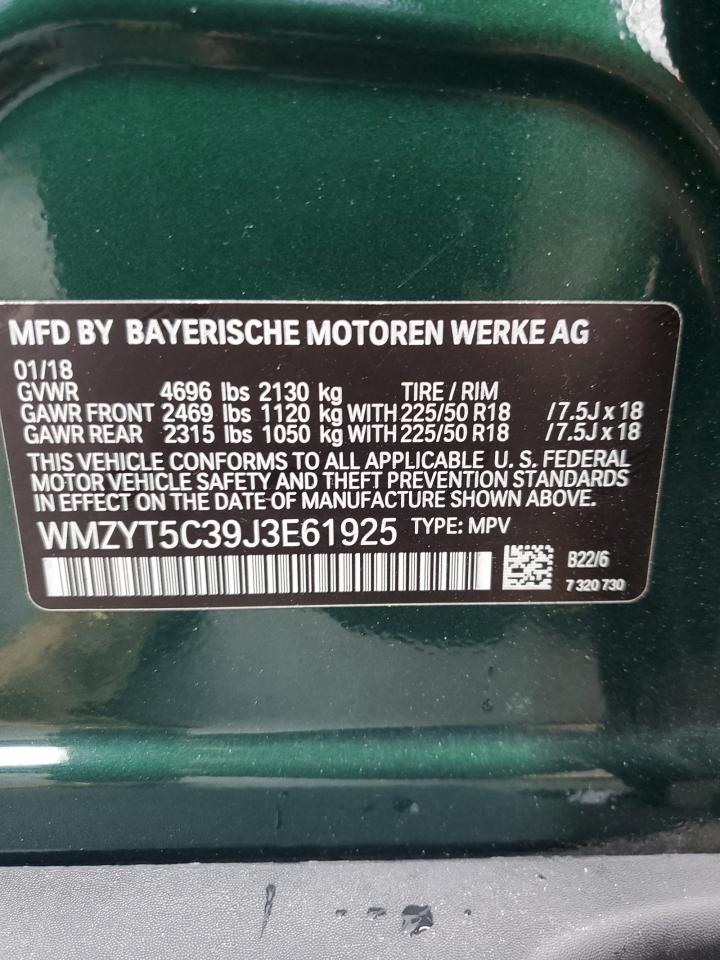 MFD BY BAYERISCHE MOTOREN WERKE AG
01/18
GVWR 4696 lbs 2130 kg TIRE / RIM
GAWR FRONT 2469 lbs 1120 kg WITH 225/50 R18 /7.5J x 18
GAWR REAR 2315 lbs 1050 kg WITH 225/50 R18 /7.5J x 18
THIS VEHICLE CONFORMS TO ALL APPLICABLE U. S. FEDERAL
MOTOR VEHICLE SAFETY AND THEFT PREVENTION STANDARDS
IN EFFECT ON THE DATE OF MANUFACTURE SHOWN ABOVE.
WMZYT5C39J3E61925 TYPE: MPV
B22/6
7 320 730